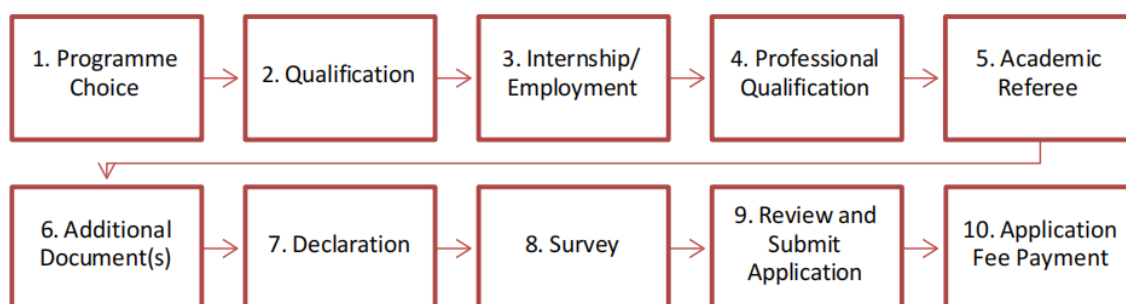 1. Programme
Choice
2. Qualification
3. Internship/
Employment
4. Professional
Qualification
5. Academic
Referee
6. Additional
Document(s)
7. Declaration
8. Survey
9. Review and
Submit
Application
10. Application
Fee Payment